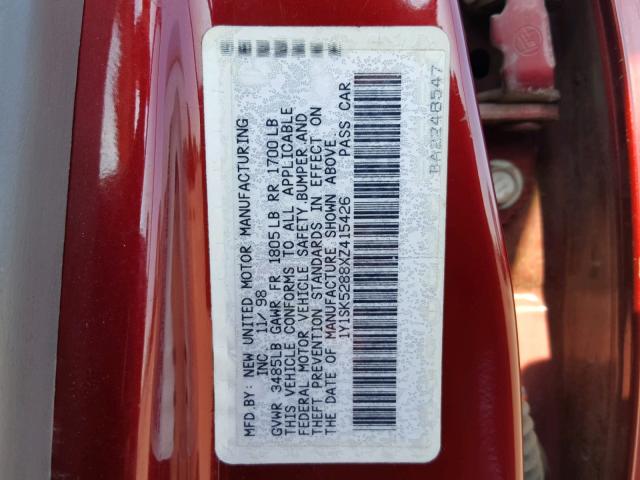 MFD.BY: NEW UNITED MOTOR MANUFACTURING
INC. 11/98
GVWR 3485LB GAWR FR 1805LB RR 1700LB
THIS VEHICLE CONFORMS TO ALL APPLICABLE
FEDERAL MOTOR VEHICLE SAFETY,BUMPER,AND
THEFT PREVENTION STANDARDS IN EFFECT ON
THE DATE OF MANUFACTURE SHOWN ABOVE.
1Y1SK5288XZ415426 PASS CAR
BA2348547